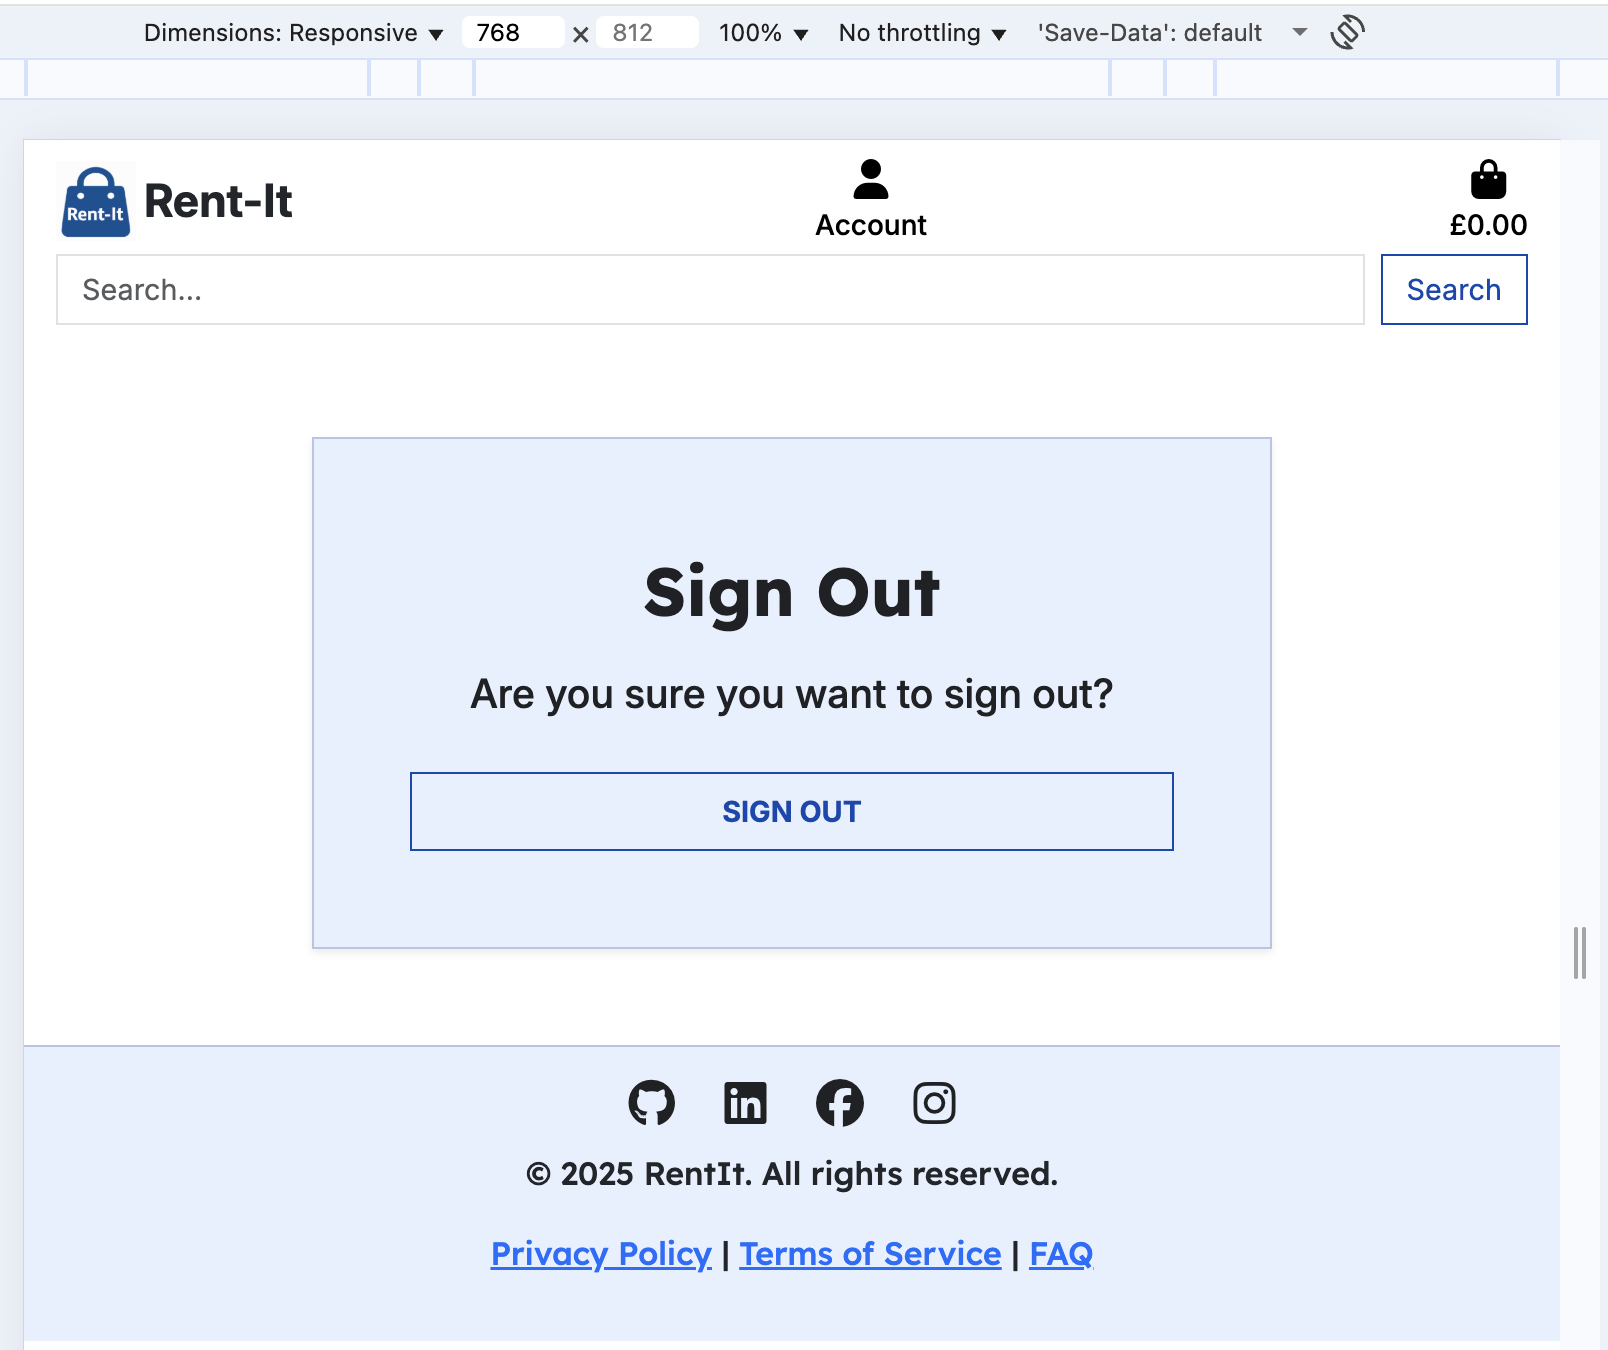 Dimensions: Responsive ▼ 768 × 812 100% ▼ No throttling ▼ 'Save-Data': default
Rent-It Rent-It
Account
£0.00
Search...
Search
Sign Out
Are you sure you want to sign out?
SIGN OUT
in
© 2025 RentIt. All rights reserved.
Privacy Policy | Terms of Service | FAQ